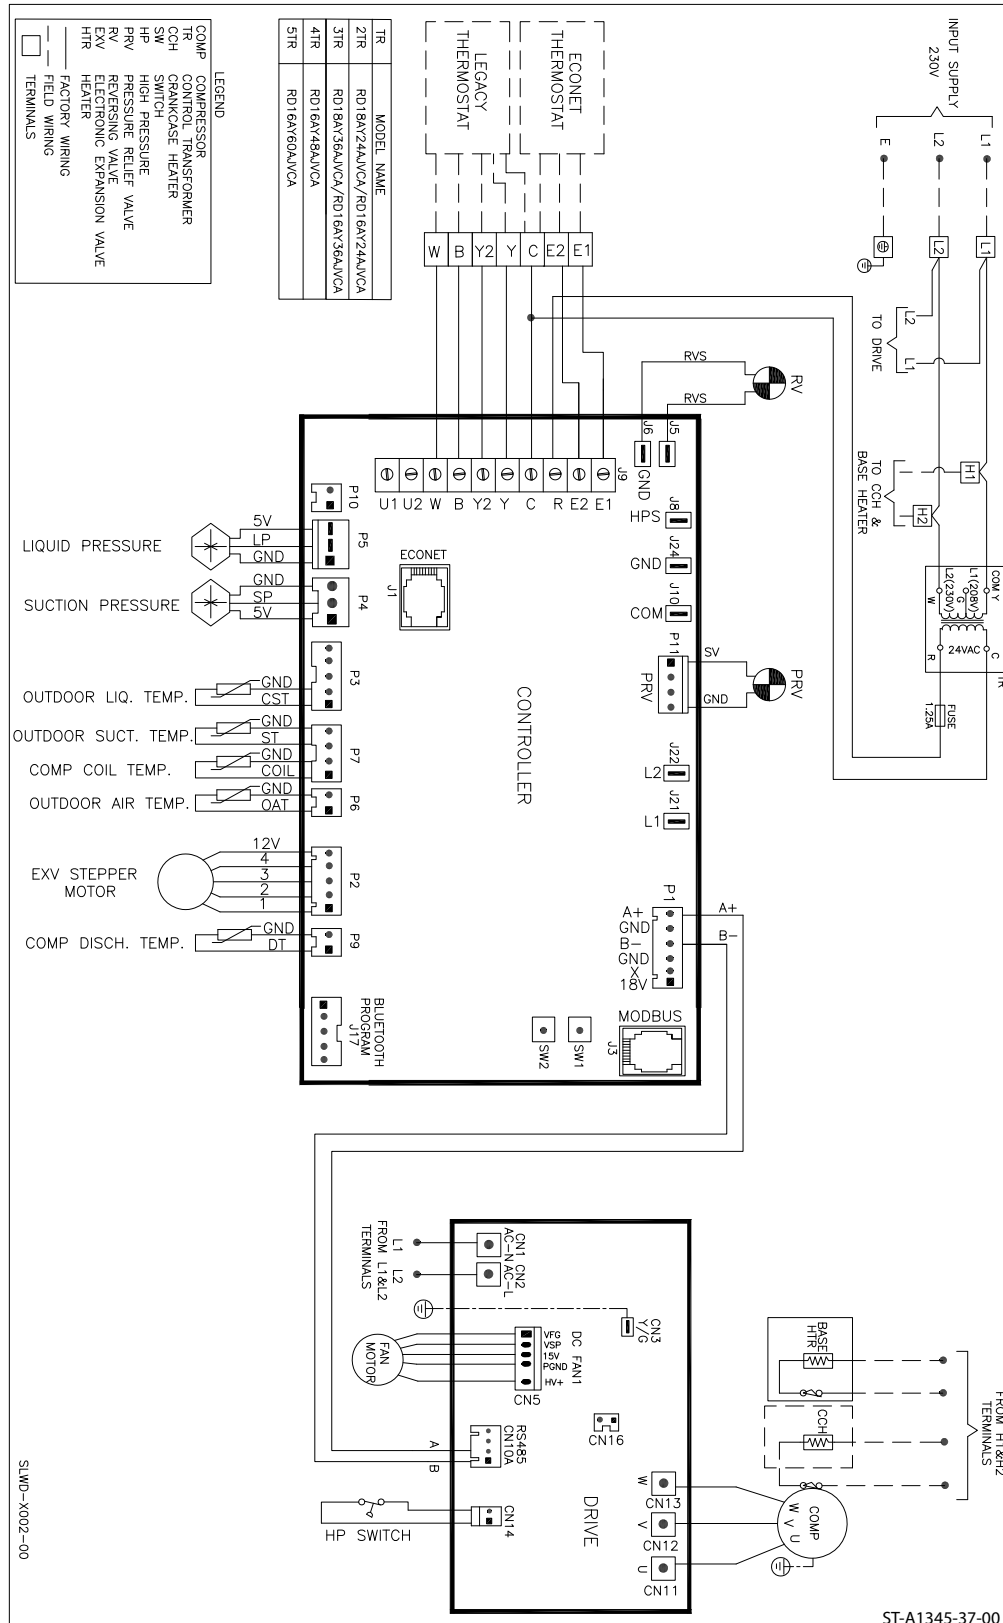 INPUT SUPPLY
230V
L1
L2
E
L1
L2
L2
L1
TO DRIVE
TO CCH &
BASE HEATER
H1
H2
COM Y
L1(208V)
L2(230V)
G
W
24VAC
R
C
TR
FUSE
1.25A
ECONET
THERMOSTAT
LEGACY
THERMOSTAT
W
B
Y2
Y
C
E2
E1
TR
MODEL NAME
2TR
RD18AY24AJVCA/RD16AY24AJVCA
3TR
RD18AY36AJVCA/RD16AY36AJVCA
4TR
RD16AY48AJVCA
5TR
RD16AY60AJVCA
LEGEND
COMP COMPRESSOR
TR CONTROL TRANSFORMER
CCH CRANKCASE HEATER
SW SWITCH
HP HIGH PRESSURE
PRV PRESSURE RELIEF VALVE
RV REVERSING VALVE
EXV ELECTRONIC EXPANSION VALVE
HTR HEATER
FACTORY WIRING
FIELD WIRING
TERMINALS
RVS
RVS
RV
J6
J5
GND
J9
U1
U2
W
B
Y2
Y
C
R
E2
E1
J8
HPS
J24
GND
J10
COM
P11
PRV
SV
GND
PRV
J22
L2
J21
L1
P1
A+
GND
B-
GND
X
18V
A+
B-
MODBUS
J3
SW1
SW2
CONTROLLER
ECONET
J1
P10
LIQUID PRESSURE
5V
LP
GND
P5
SUCTION PRESSURE
GND
SP
5V
P4
P3
OUTDOOR LIQ. TEMP.
GND
CST
OUTDOOR SUCT. TEMP.
GND
ST
P7
COMP COIL TEMP.
GND
COIL
OUTDOOR AIR TEMP.
GND
OAT
P6
EXV STEPPER
MOTOR
12V
4
3
2
1
P2
COMP DISCH. TEMP.
GND
DT
P9
BLUETOOTH
PROGRAM
J17
FROM L1&L2
TERMINALS
L1
L2
CN1
AC-N
CN2
AC-L
CN3
Y/G
FAN
MOTOR
VFG
VSP
15V
PGND
HV+
DC FAN1
CN5
CN16
RS485
CN10A
A
B
HP SWITCH
CN14
DRIVE
W
CN13
V
CN12
U
CN11
COMP
W
V
U
BASE
HTR
CCH
FROM H1&H2
TERMINALS
SLWD-X002-00
ST-A1345-37-00